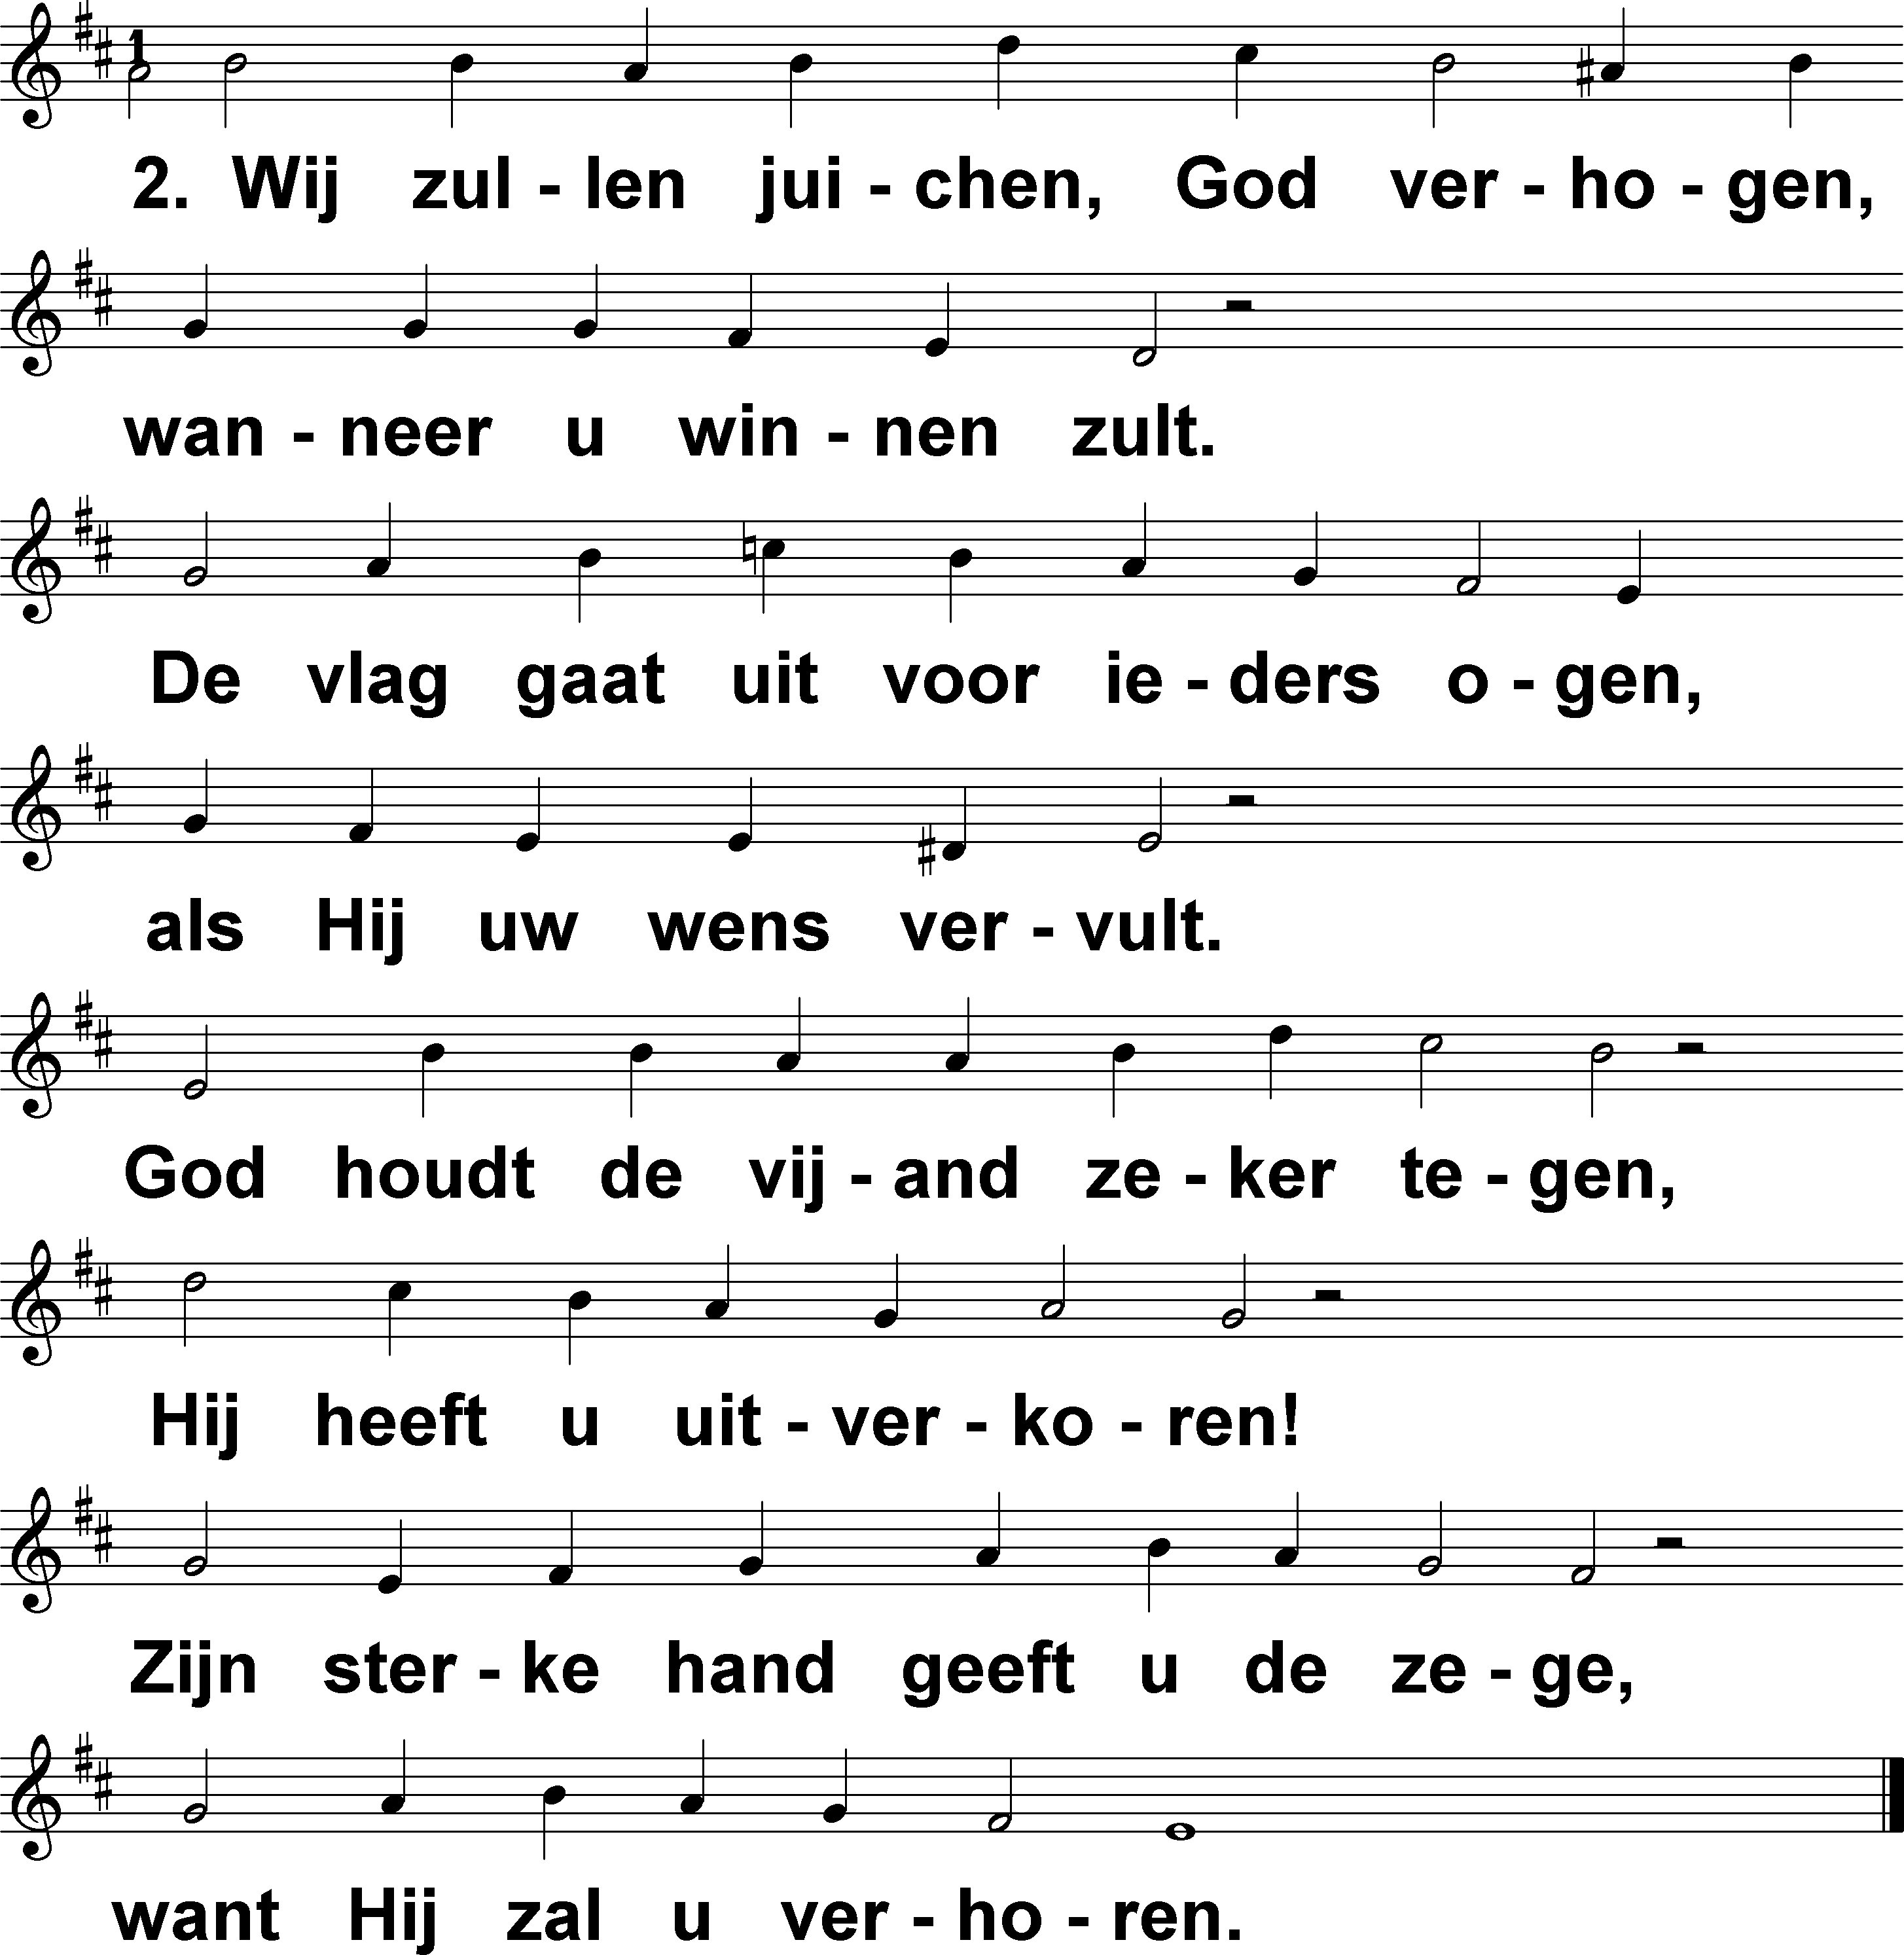 1
2. Wij zul - len jui - chen, God ver - ho - gen,
wan - neer u win - nen zult.
De vlag gaat uit voor ie - ders o - gen,
als Hij uw wens ver - vult.
God houdt de vij - and ze - ker te - gen,
Hij heeft u uit - ver - ko - ren!
Zijn ster - ke hand geeft u de ze - ge,
want Hij zal u ver - ho - ren.